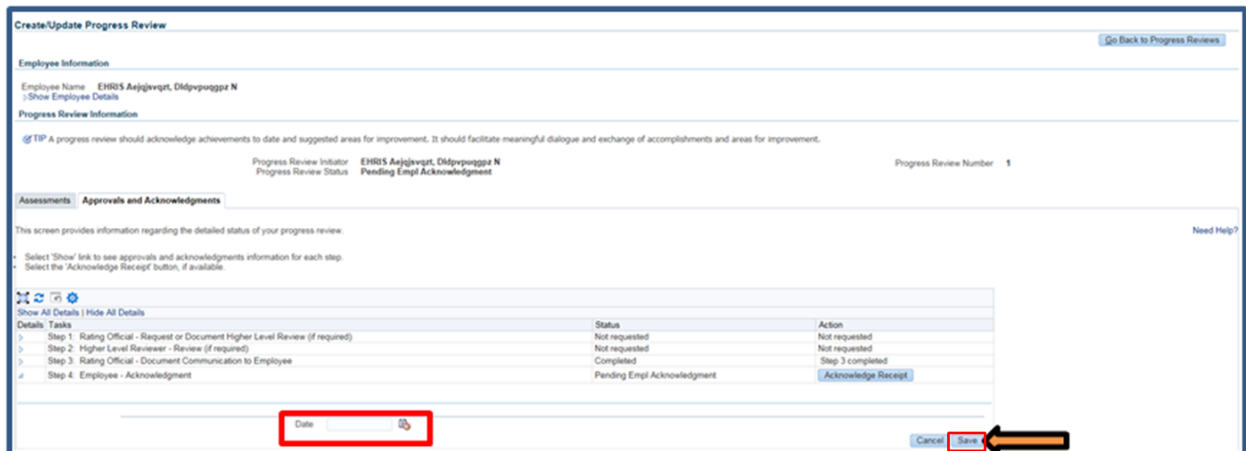 Create/Update Progress Review
Go Back to Progress Reviews
Employee Information
Employee Name EHRIS Aejqjsvqzt, Dldpvpuqgpz N
Show Employee Details
Progress Review Information
TIP A progress review should acknowledge achievements to date and suggested areas for improvement. It should facilitate meaningful dialogue and exchange of accomplishments and areas for improvement.
Progress Review Initiator EHRIS Aejqjsvqzt, Dldpvpuqgpz N Progress Review Number 1
Progress Review Status Pending Empl Acknowledgment
Assessments Approvals and Acknowledgments
This screen provides information regarding the detailed status of your progress review. Need Help?
Select 'Show' link to see approvals and acknowledgments information for each step.
Select the 'Acknowledge Receipt' button, if available.
Show All Details | Hide All Details
Details Tasks Status Action
Step 1: Rating Official - Request or Document Higher Level Review (if required) Not requested Not requested
Step 2: Higher Level Reviewer - Review (if required) Not requested Not requested
Step 3: Rating Official - Document Communication to Employee Completed Step 3 completed
Step 4: Employee - Acknowledgment Pending Empl Acknowledgment Acknowledge Receipt
Date
Cancel Save